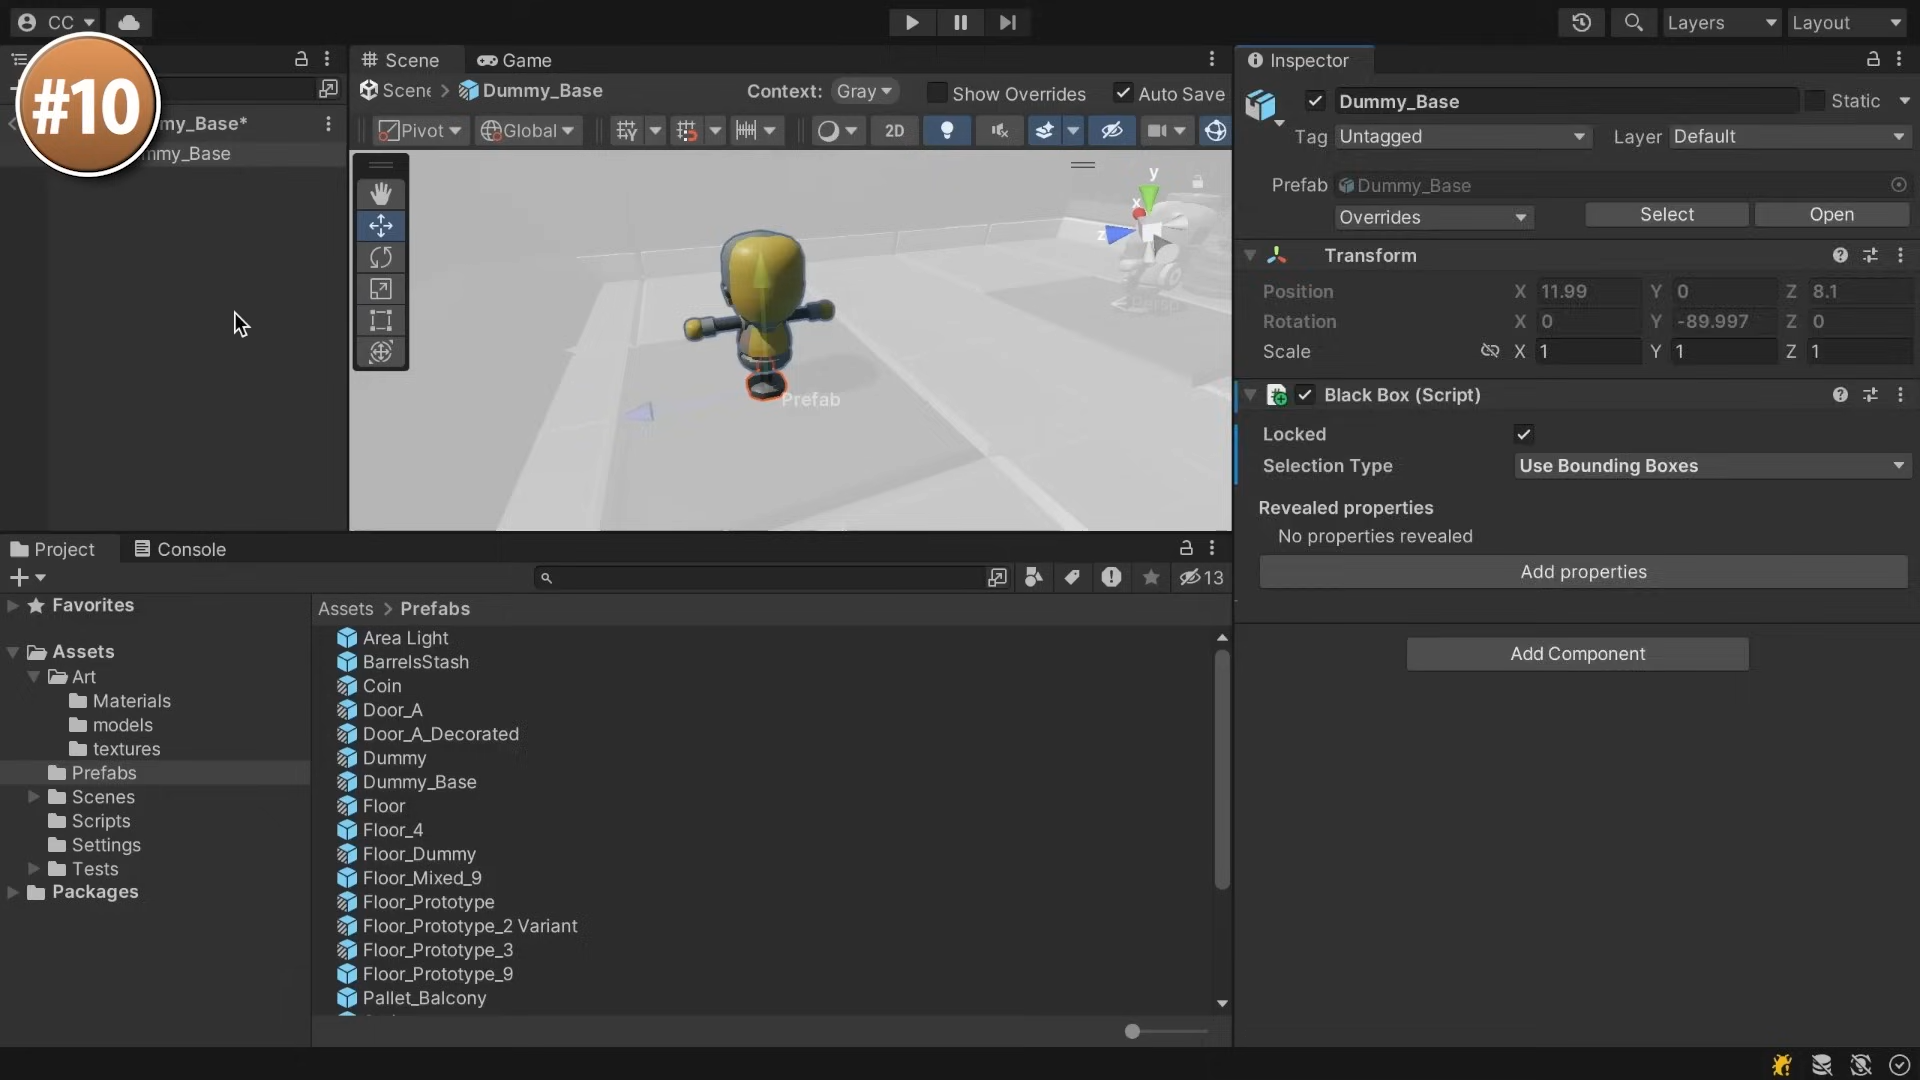 CC
Layers
Layout
#10
Scene
Game
Inspector
Scene
Dummy_Base
Context:
Gray
Show Overrides
Auto Save
Dummy_Base
Static
my_Base*
Pivot
Global
2D
Tag
Untagged
Layer
Default
mmy_Base
Prefab
Dummy_Base
Overrides
Select
Open
y
x
z
Persp
Prefab
Transform
Position
X
11.99
Y
0
Z
8.1
Rotation
X
0
Y
-89.997
Z
0
Scale
X
1
Y
1
Z
1
Black Box (Script)
Locked
Selection Type
Use Bounding Boxes
Revealed properties
No properties revealed
Add properties
Add Component
Project
Console
13
Favorites
Assets
Art
Materials
models
textures
Prefabs
Scenes
Scripts
Settings
Tests
Packages
Assets > Prefabs
Area Light
BarrelsStash
Coin
Door_A
Door_A_Decorated
Dummy
Dummy_Base
Floor
Floor_4
Floor_Dummy
Floor_Mixed_9
Floor_Prototype
Floor_Prototype_2 Variant
Floor_Prototype_3
Floor_Prototype_9
Pallet_Balcony